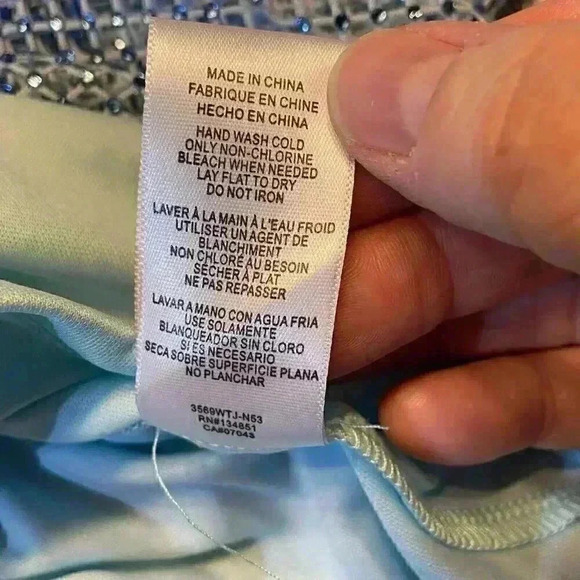 MADE IN CHINA
FABRIQUE EN CHINE
HECHO EN CHINA
HAND WASH COLD
ONLY NON-CHLORINE
BLEACH WHEN NEEDED
LAY FLAT TO DRY
DO NOT IRON
LAVER À LA MAIN À L'EAU FROID
UTILISER UN AGENT DE
BLANCHIMENT
NON CHLORÉ AU BESOIN
SÉCHER À PLAT
NE PAS REPASSER
LAVAR A MANO CON AGUA FRIA
USE SOLAMENTE
BLANQUEADOR SIN CLORO
SI ES NECESARIO
SECA SOBRE SUPERFICIE PLANA
NO PLANCHAR
3569WTJ-N53
RN#134851
CA#07043